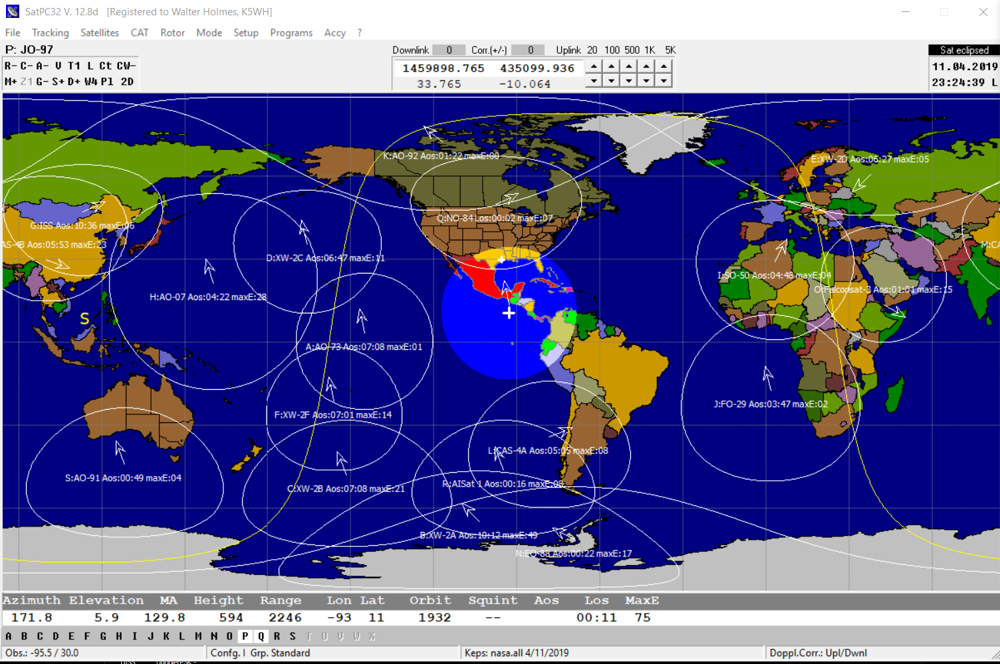 SatPC32 V. 12.8d [Registered to Walter Holmes, K5WH]
File Tracking Satellites CAT Rotor Mode Setup Programs Accy ?
P: JO-97
Downlink 0 Corr.(+/-) 0 Uplink 20 100 500 1K 5K
Sat eclipsed
R- C- A- V T1 L Ct CW-
M+ Z1 G- S+ D+ W4 P1 2D
1459898.765 435099.936
33.765 -10.064
11.04.2019
23:24:39 L
K:AO-92 Aos:01:22 maxE:00
E:XW-2D Aos:06:27 maxE:05
Q:NO-84 Los:00:02 maxE:07
G:ISS Aos:10:36 maxE:06
AS-4B Aos:05:53 maxE:23
M:CA
D:XW-2C Aos:06:47 maxE:11
I:SO-50 Aos:04:48 maxE:04
O:Falconsat-3 Aos:01:01 maxE:15
H:AO-07 Aos:04:22 maxE:28
S
A:AO-73 Aos:07:08 maxE:01
J:FO-29 Aos:03:47 maxE:02
F:XW-2F Aos:07:01 maxE:14
L:CAS-4A Aos:05:05 maxE:08
S:AO-91 Aos:00:49 maxE:04
R:AISat 1 Aos:00:16 maxE:08
C:XW-2B Aos:07:08 maxE:21
B:XW-2A Aos:10:12 maxE:49
N:EO-88 Aos:00:22 maxE:17
Azimuth Elevation MA Height Range Lon Lat Orbit Squint Aos Los MaxE
171.8 5.9 129.8 594 2246 -93 11 1932 -- 00:11 75
A B C D E F G H I J K L M N O P Q R S T U V W X
Obs.: -95.5 / 30.0
Confg. I Grp. Standard
Keps: nasa.all 4/11/2019
Doppl.Corr.: Upl/Dwnl